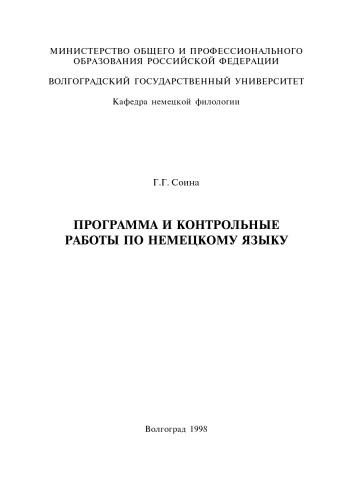 МИНИСТЕРСТВО ОБЩЕГО И ПРОФЕССИОНАЛЬНОГО
ОБРАЗОВАНИЯ РОССИЙСКОЙ ФЕДЕРАЦИИ
ВОЛГОГРАДСКИЙ ГОСУДАРСТВЕННЫЙ УНИВЕРСИТЕТ
Кафедра немецкой филологии
Г.Г. Соина
ПРОГРАММА И КОНТРОЛЬНЫЕ
РАБОТЫ ПО НЕМЕЦКОМУ ЯЗЫКУ
Волгоград 1998